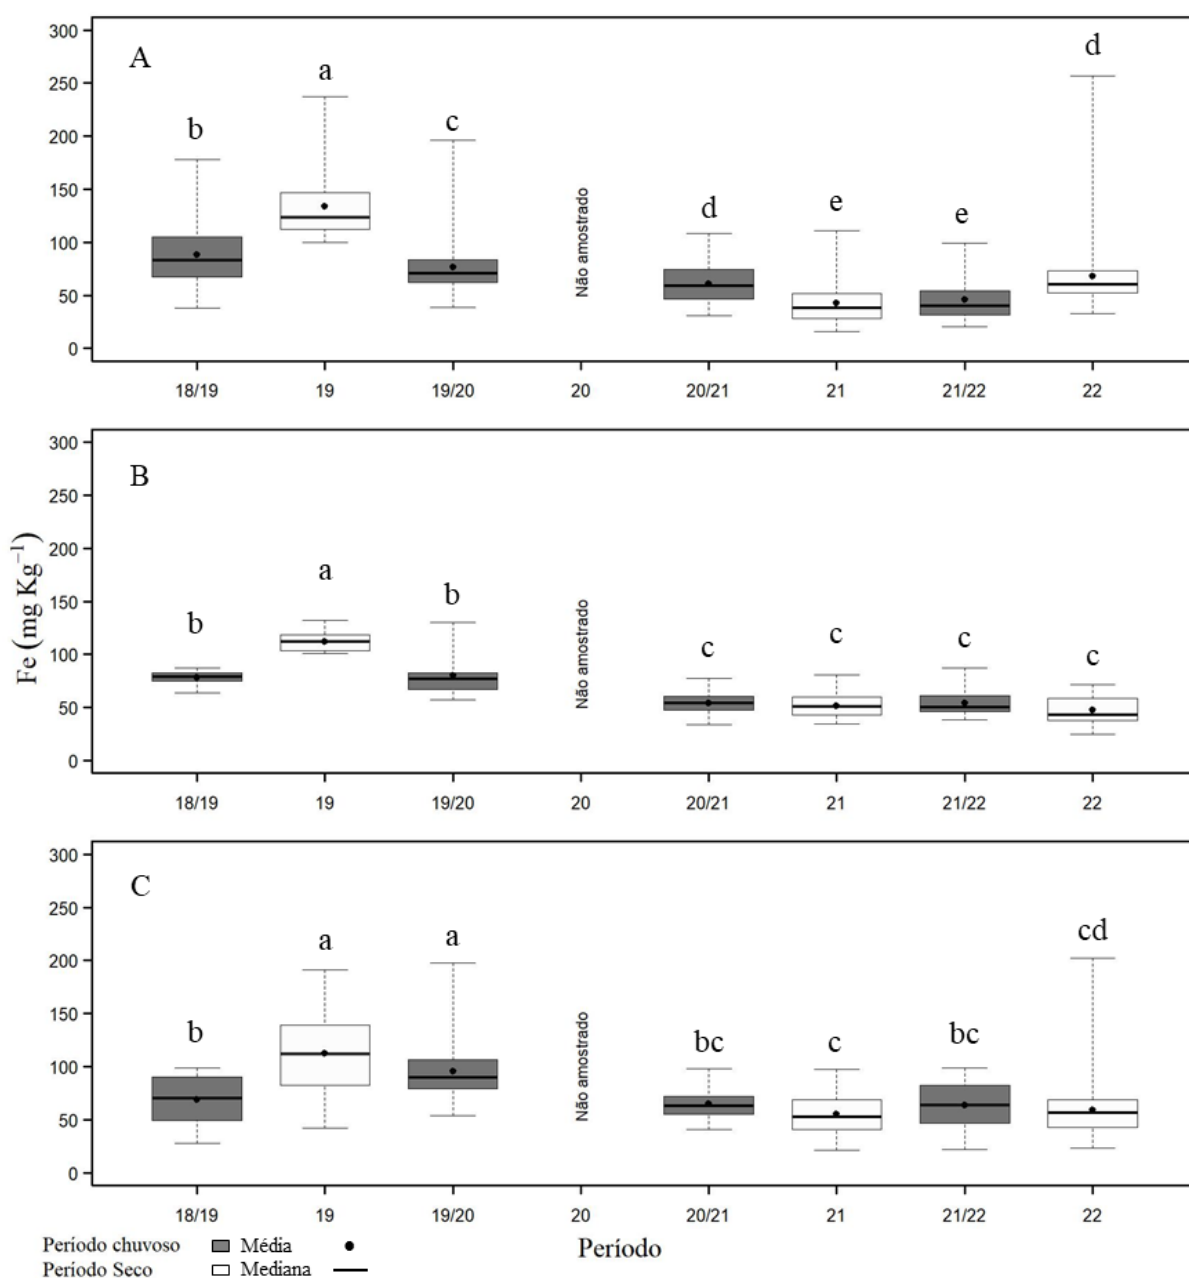 300
A
a
d
250
b
c
200
Não amostrado
150
d
e
e
100
50
0
18/19 19 19/20 20 20/21 21 21/22 22
300
B
250
200
a
b
150
b
Não amostrado
c
c
c
c
100
50
0
Fe (mg Kg⁻¹)
18/19 19 19/20 20 20/21 21 21/22 22
300
C
250
a
a
cd
200
150
b
Não amostrado
bc
c
bc
100
50
0
18/19 19 19/20 20 20/21 21 21/22 22
Período
Período chuvoso Média
Período Seco Mediana